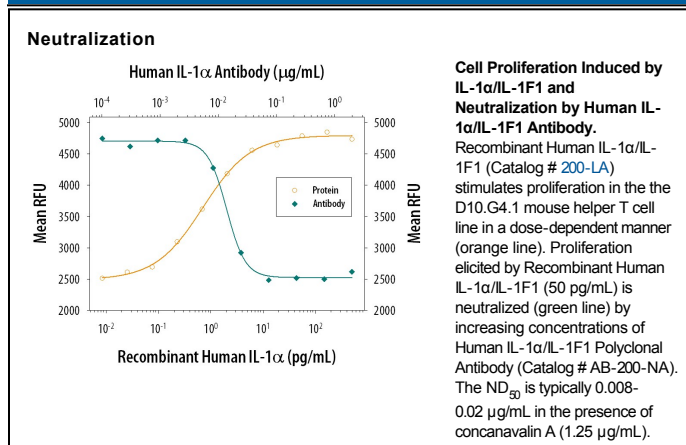 Neutralization
Human IL-1α Antibody (µg/mL)
10-4 10-3 10-2 10-1 100
5000 5000
4500 4500
4000 4000
3500 3500
3000 3000
2500 2500
2000 2000
Mean RFU
Mean RFU
Protein
Antibody
10-2 10-1 100 101 102
Recombinant Human IL-1α (pg/mL)
Cell Proliferation Induced by
IL-1α/IL-1F1 and
Neutralization by Human IL-
1α/IL-1F1 Antibody.
Recombinant Human IL-1α/IL-
1F1 (Catalog # 200-LA)
stimulates proliferation in the the
D10.G4.1 mouse helper T cell
line in a dose-dependent manner
(orange line). Proliferation
elicited by Recombinant Human
IL-1α/IL-1F1 (50 pg/mL) is
neutralized (green line) by
increasing concentrations of
Human IL-1α/IL-1F1 Polyclonal
Antibody (Catalog # AB-200-NA).
The ND50 is typically 0.008-
0.02 µg/mL in the presence of
concanavalin A (1.25 µg/mL).